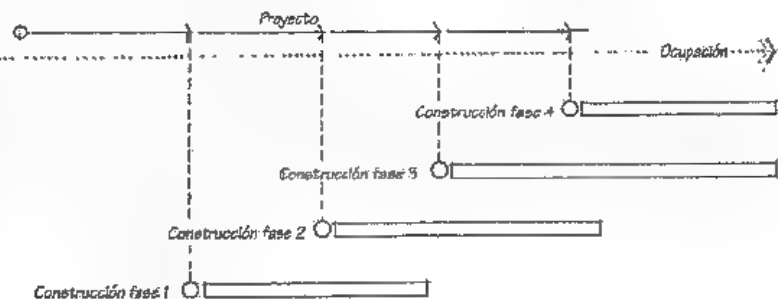 Proyecto
Ocupación
Construcción fase 4
Construcción fase 3
Construcción fase 2
Construcción fase 1